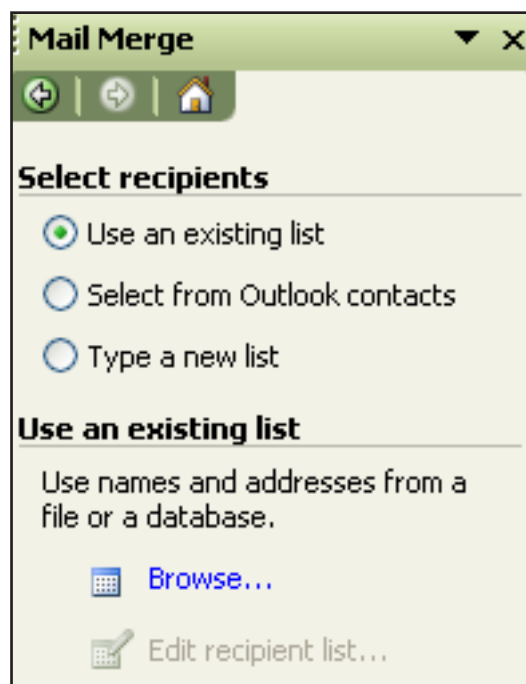 Mail Merge
Select recipients
Use an existing list
Select from Outlook contacts
Type a new list
Use an existing list
Use names and addresses from a
file or a database.
Browse...
Edit recipient list...